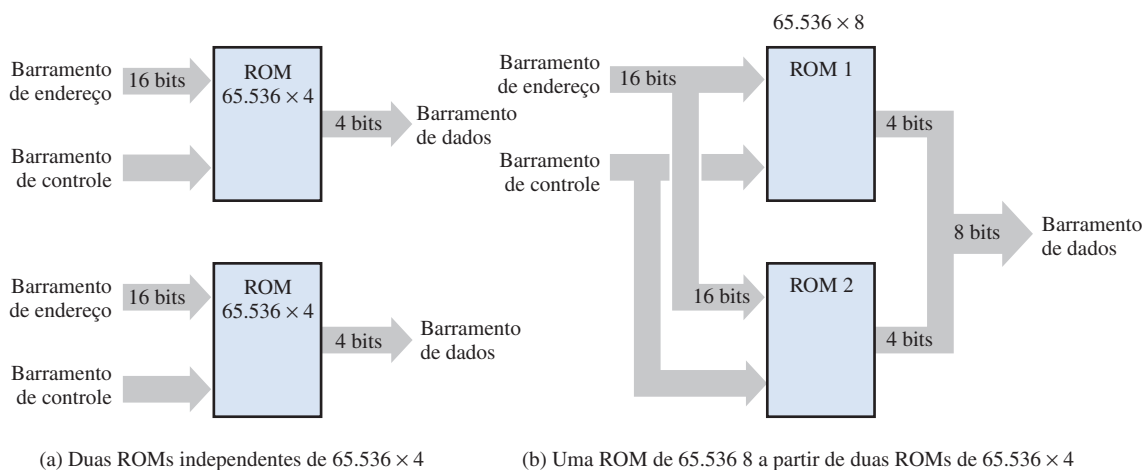 Barramento
de endereço
16 bits
ROM
65.536 × 4
4 bits
Barramento
de dados
Barramento
de controle
Barramento
de endereço
16 bits
ROM
65.536 × 4
4 bits
Barramento
de dados
Barramento
de controle
(a) Duas ROMs independentes de 65.536 × 4
65.536 × 8
Barramento
de endereço
16 bits
ROM 1
4 bits
Barramento
de controle
8 bits
Barramento
de dados
16 bits
ROM 2
4 bits
(b) Uma ROM de 65.536 8 a partir de duas ROMs de 65.536 × 4